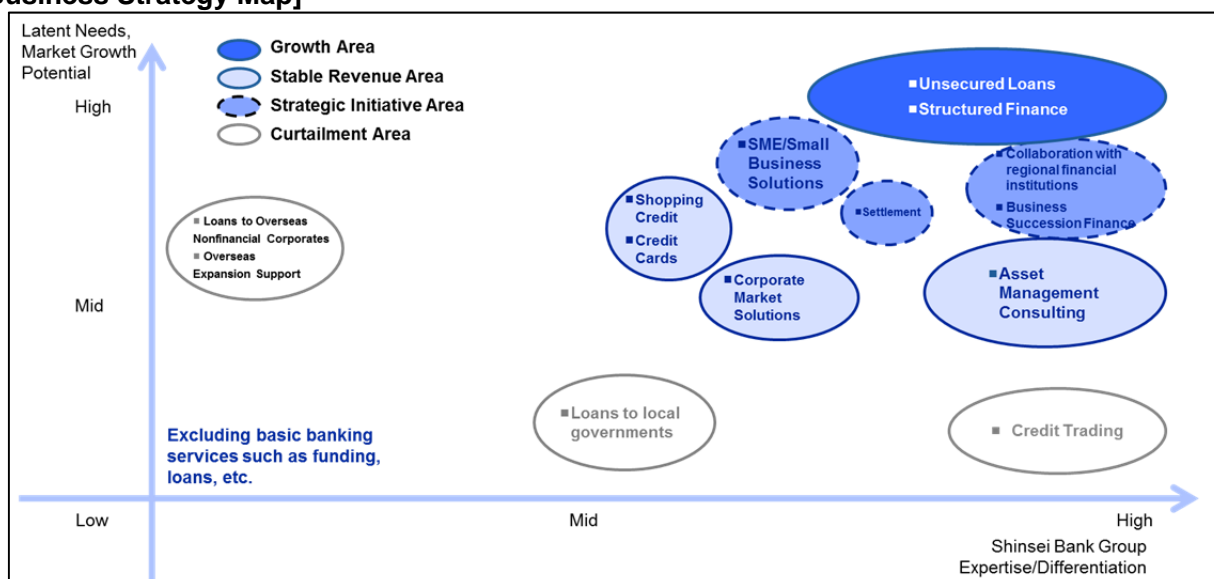 usiness Strategy Map]
Latent Needs,
Market Growth
Potential
High
Mid
Growth Area
Stable Revenue Area
Strategic Initiative Area
Curtailment Area
■Unsecured Loans
■Structured Finance
■SME/Small
Business
Solutions
■Collaboration with
regional financial
institutions
■Business
Succession Finance
■Settlement
■Shopping
Credit
■Credit
Cards
■Loans to Overseas
Nonfinancial Corporates
■Overseas
Expansion Support
■Corporate
Market
Solutions
■Asset
Management
Consulting
■Loans to local
governments
■ Credit Trading
Excluding basic banking
services such as funding,
loans, etc.
Low
Mid
High
Shinsei Bank Group
Expertise/Differentiation